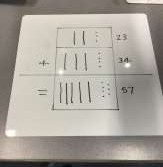 23
+ 34
= 57